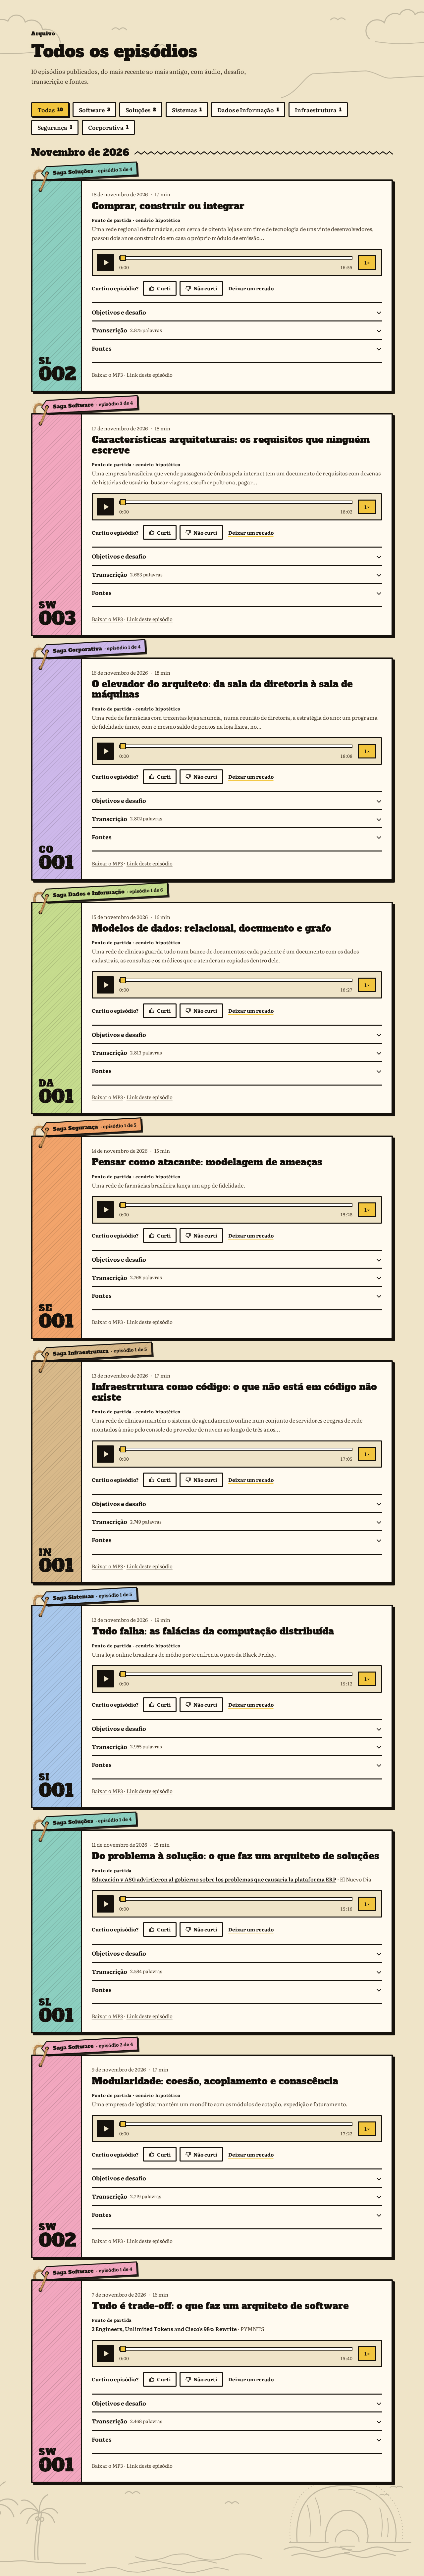 Arquivo
Todos os episódios
10 episódios publicados, do mais recente ao mais antigo, com áudio, desafio,
transcrição e fontes.
Todas 10 Software 3 Soluções 2 Sistemas 1 Dados e Informação 1 Infraestrutura 1
Segurança 1 Corporativa 1
Novembro de 2026
Saga Soluções · episódio 2 de 4
18 de novembro de 2026 · 17 min
Comprar, construir ou integrar
Ponto de partida · cenário hipotético
Uma rede regional de farmácias, com cerca de oitenta lojas e um time de tecnologia de uns vinte desenvolvedores,
passou dois anos construindo em casa o próprio módulo de emissão...
0:00
1×
Curtiu o episódio? Curti Não curti Deixar um recado
Objetivos e desafio
Transcrição 2.875 palavras
Fontes
Baixar o MP3 · Link deste episódio
SL
002
Saga Software · episódio 3 de 4
17 de novembro de 2026 · 18 min
Características arquiteturais: os requisitos que ninguém
escreve
Ponto de partida · cenário hipotético
Uma empresa brasileira que vende passagens de ônibus pela internet tem um documento de requisitos com dezenas
de histórias de usuário: buscar viagem, escolher poltrona, pagar...
0:00 18:02
1×
Curtiu o episódio? Curti Não curti Deixar um recado
Objetivos e desafio
Transcrição 2.683 palavras
Fontes
Baixar o MP3 · Link deste episódio
SW
003
Saga Corporativa · episódio 1 de 4
16 de novembro de 2026 · 18 min
O elevador do arquiteto: da sala da diretoria à sala de
máquinas
Ponto de partida · cenário hipotético
Uma rede de farmácias com trezentas lojas anuncia, numa reunião de diretoria, a estratégia do ano: um programa
de fidelidade único, com o mesmo saldo de pontos na loja física, no...
0:00 18:08
1×
Curtiu o episódio? Curti Não curti Deixar um recado
Objetivos e desafio
Transcrição 2.802 palavras
Fontes
Baixar o MP3 · Link deste episódio
CO
001
Saga Dados e Informação · episódio 1 de 6
15 de novembro de 2026 · 16 min
Modelos de dados: relacional, documento e grafo
Ponto de partida · cenário hipotético
Uma rede de clínicas guarda tudo num banco de documentos: cada paciente é um documento com os dados
cadastrais, as consultas e os médicos que o atenderam copiados dentro dele.
0:00 16:27
1×
Curtiu o episódio? Curti Não curti Deixar um recado
Objetivos e desafio
Transcrição 2.813 palavras
Fontes
Baixar o MP3 · Link deste episódio
DA
001
Saga Segurança · episódio 1 de 5
14 de novembro de 2026 · 15 min
Pensar como atacante: modelagem de ameaças
Ponto de partida · cenário hipotético
Uma rede de farmácias brasileira lança um app de fidelidade.
0:00 15:28
1×
Curtiu o episódio? Curti Não curti Deixar um recado
Objetivos e desafio
Transcrição 2.766 palavras
Fontes
Baixar o MP3 · Link deste episódio
SE
001
Saga Infraestrutura · episódio 1 de 5
13 de novembro de 2026 · 17 min
Infraestrutura como código: o que não está em código não
existe
Ponto de partida · cenário hipotético
Uma rede de clínicas mantém o sistema de agendamento online num conjunto de servidores e regras de rede
montados à mão pelo console do provedor de nuvem ao longo de três anos...
0:00 17:05
1×
Curtiu o episódio? Curti Não curti Deixar um recado
Objetivos e desafio
Transcrição 2.749 palavras
Fontes
Baixar o MP3 · Link deste episódio
IN
001
Saga Sistemas · episódio 1 de 5
12 de novembro de 2026 · 19 min
Tudo falha: as falácias da computação distribuída
Ponto de partida · cenário hipotético
Uma loja online brasileira de médio porte enfrenta o pico da Black Friday.
0:00 19:12
1×
Curtiu o episódio? Curti Não curti Deixar um recado
Objetivos e desafio
Transcrição 2.955 palavras
Fontes
Baixar o MP3 · Link deste episódio
SI
001
Saga Soluções · episódio 1 de 4
11 de novembro de 2026 · 15 min
Do problema à solução: o que faz um arquiteto de soluções
Ponto de partida
Educación y ASG advirtieron al gobierno sobre los problemas que causaría la plataforma ERP · El Nuevo Día
0:00 15:16
1×
Curtiu o episódio? Curti Não curti Deixar um recado
Objetivos e desafio
Transcrição 2.584 palavras
Fontes
Baixar o MP3 · Link deste episódio
SL
001
Saga Software · episódio 2 de 4
9 de novembro de 2026 · 17 min
Modularidade: coesão, acoplamento e conascência
Ponto de partida · cenário hipotético
Uma empresa de logística mantém um monólito com os módulos de cotação, expedição e faturamento.
0:00 17:22
1×
Curtiu o episódio? Curti Não curti Deixar um recado
Objetivos e desafio
Transcrição 2.719 palavras
Fontes
Baixar o MP3 · Link deste episódio
SW
002
Saga Software · episódio 1 de 4
7 de novembro de 2026 · 16 min
Tudo é trade-off: o que faz um arquiteto de software
Ponto de partida
2 Engineers, Unlimited Tokens and Cisco's 98% Rewrite · PYMNTS
0:00 15:40
1×
Curtiu o episódio? Curti Não curti Deixar um recado
Objetivos e desafio
Transcrição 2.468 palavras
Fontes
Baixar o MP3 · Link deste episódio
SW
001